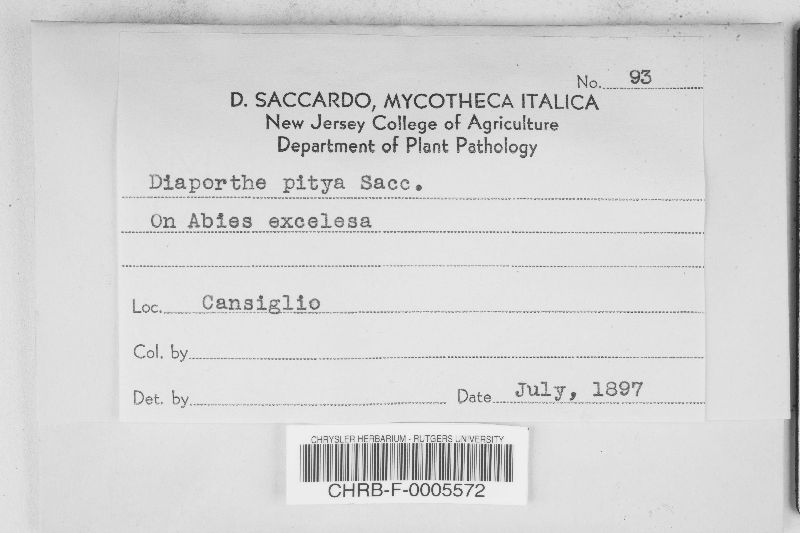 No. 93
D. SACCARDO, MYCOTHECA ITALICA
New Jersey College of Agriculture
Department of Plant Pathology
Diaporthe pitya Sacc.
On Abies excelesa
Loc. Cansiglio
Col. by
Det. by Date July, 1897
CHRYSLER HERBARIUM - RUTGERS UNIVERSITY
CHRB-F-0005572